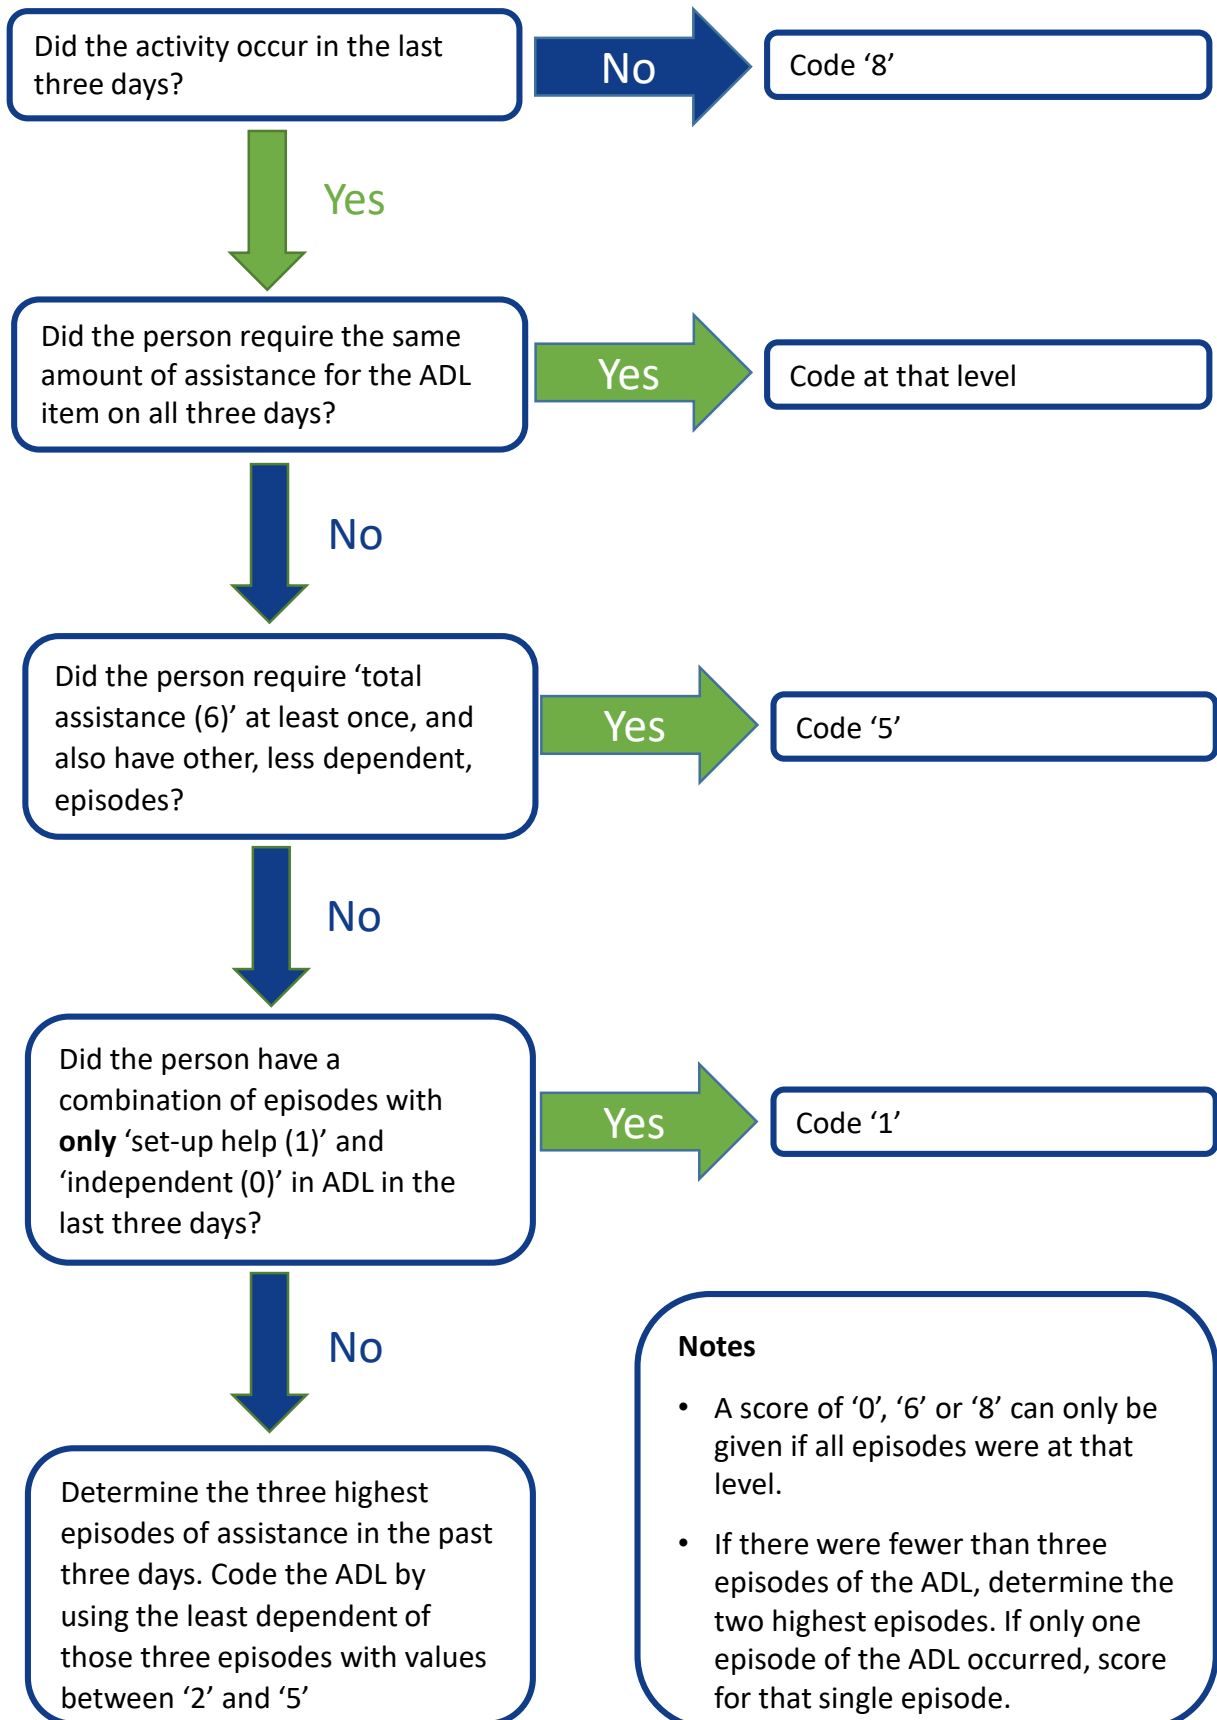 Did the activity occur in the last
three days?
No
Code ‘8’
Yes
Did the person require the same
amount of assistance for the ADL
item on all three days?
Yes
Code at that level
No
Did the person require ‘total
assistance (6)’ at least once, and
also have other, less dependent,
episodes?
Yes
Code ‘5’
No
Did the person have a
combination of episodes with
only ‘set-up help (1)’ and
‘independent (0)’ in ADL in the
last three days?
Yes
Code ‘1’
No
Determine the three highest
episodes of assistance in the past
three days. Code the ADL by
using the least dependent of
those three episodes with values
between ‘2’ and ‘5’
Notes
• A score of ‘0’, ‘6’ or ‘8’ can only be
given if all episodes were at that
level.
• If there were fewer than three
episodes of the ADL, determine the
two highest episodes. If only one
episode of the ADL occurred, score
for that single episode.